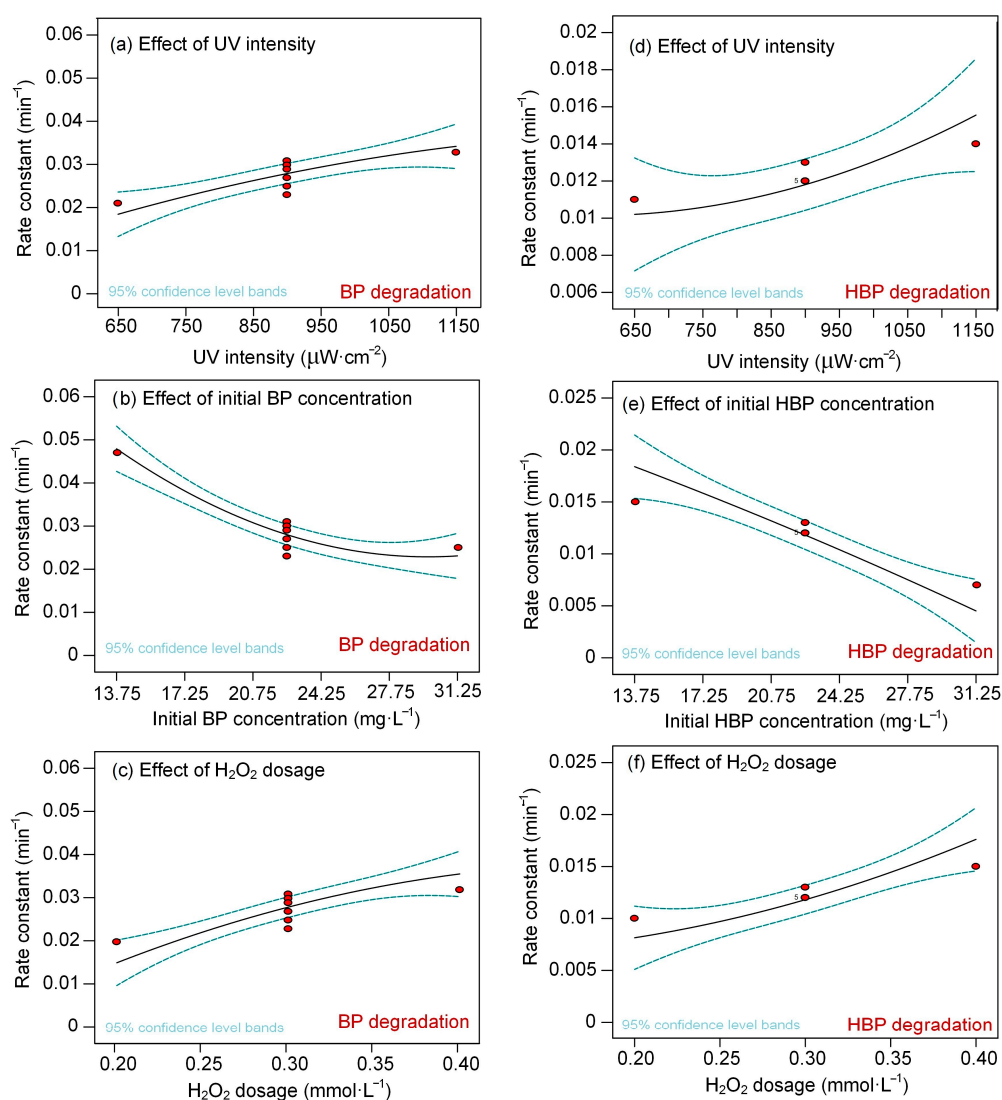 (a) Effect of UV intensity
Rate constant (min⁻¹)
0.06
0.05
0.04
0.03
0.02
0.01
0
95% confidence level bands
BP degradation
650 750 850 950 1050 1150
UV intensity (μW·cm⁻²)
(d) Effect of UV intensity
Rate constant (min⁻¹)
0.02
0.018
0.016
0.014
0.012
0.01
0.008
0.006
5
95% confidence level bands
HBP degradation
650 750 850 950 1050 1150
UV intensity (μW·cm⁻²)
(b) Effect of initial BP concentration
Rate constant (min⁻¹)
0.06
0.05
0.04
0.03
0.02
0.01
0
95% confidence level bands
BP degradation
13.75 17.25 20.75 24.25 27.75 31.25
Initial BP concentration (mg·L⁻¹)
(e) Effect of initial HBP concentration
Rate constant (min⁻¹)
0.025
0.02
0.015
0.01
0.005
0
5
95% confidence level bands
HBP degradation
13.75 17.25 20.75 24.25 27.75 31.25
Initial HBP concentration (mg·L⁻¹)
(c) Effect of H₂O₂ dosage
Rate constant (min⁻¹)
0.06
0.05
0.04
0.03
0.02
0.01
0
95% confidence level bands
BP degradation
0.20 0.25 0.30 0.35 0.40
H₂O₂ dosage (mmol·L⁻¹)
(f) Effect of H₂O₂ dosage
Rate constant (min⁻¹)
0.025
0.02
0.015
0.01
0.005
0
5
95% confidence level bands
HBP degradation
0.20 0.25 0.30 0.35 0.40
H₂O₂ dosage (mmol·L⁻¹)